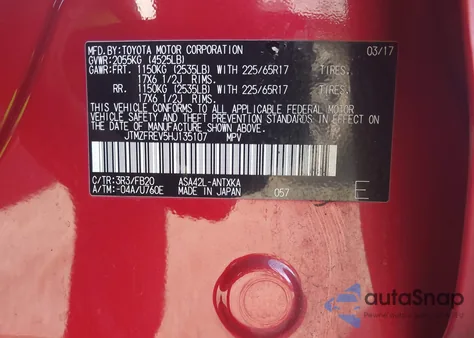 MFD.BY:TOYOTA MOTOR CORPORATION 03/17
GVWR:2055KG (4525LB)
GAWR:FRT. 1150KG (2535LB) WITH 225/65R17 TIRES,
17X6 1/2J RIMS.
RR. 1150KG (2535LB) WITH 225/65R17 TIRES,
17X6 1/2J RIMS.
THIS VEHICLE CONFORMS TO ALL APPLICABLE FEDERAL MOTOR
VEHICLE SAFETY, BUMPER, AND THEFT PREVENTION STANDARDS
IN EFFECT ON THE DATE OF MANUFACTURE SHOWN ABOVE.
JTMZFREV5HJ135107 MPV
C/TR:3R3/FB20 ASA42L-ANTXKA
A/TM:-04A/U760E MADE IN JAPAN 057 E
autoSnap